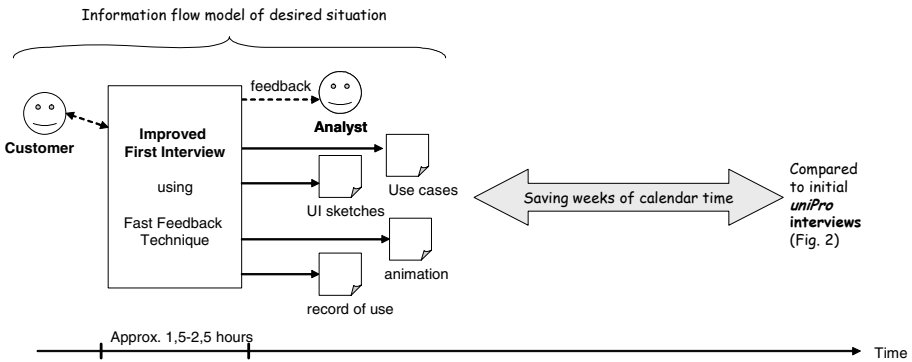 Information flow model of desired situation
feedback
Customer
Improved
First Interview
using
Fast Feedback
Technique
Analyst
Use cases
UI sketches
animation
record of use
Saving weeks of calendar time
Compared
to initial
uniPro
interviews
(Fig. 2)
Approx. 1,5-2,5 hours
Time